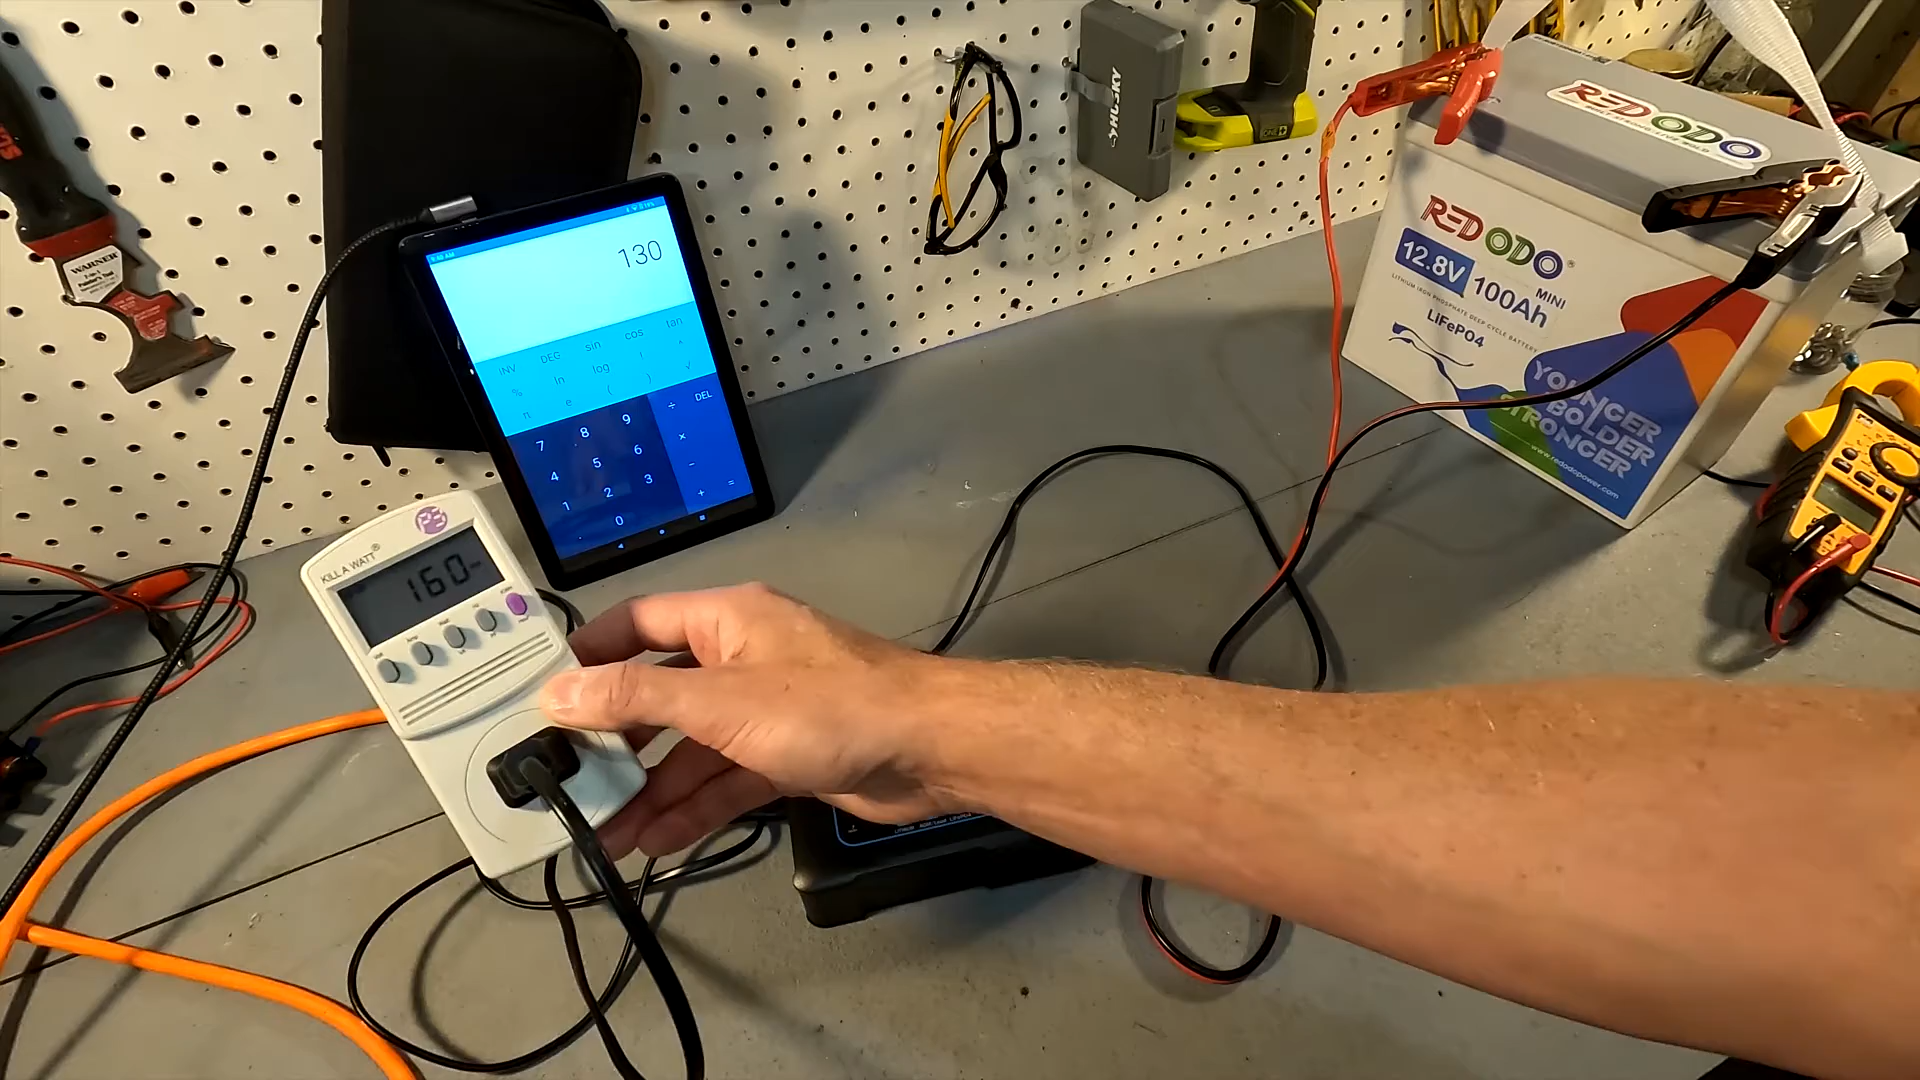 WARNER
HUSKY
REDODO
REDODO
12.8V
100Ah
MINI
LITHIUM IRON PHOSPHATE DEEP CYCLE BATTERY
LiFePO4
YOUNGER
BOLDER
STRONGER
www.redodopower.com
130
INV DEG sin cos tan
% ln log ! ^
π e ( ) √
7 8 9 ÷ DEL
4 5 6 ×
1 2 3 −
. 0 + =
P3
KILL A WATT®
160